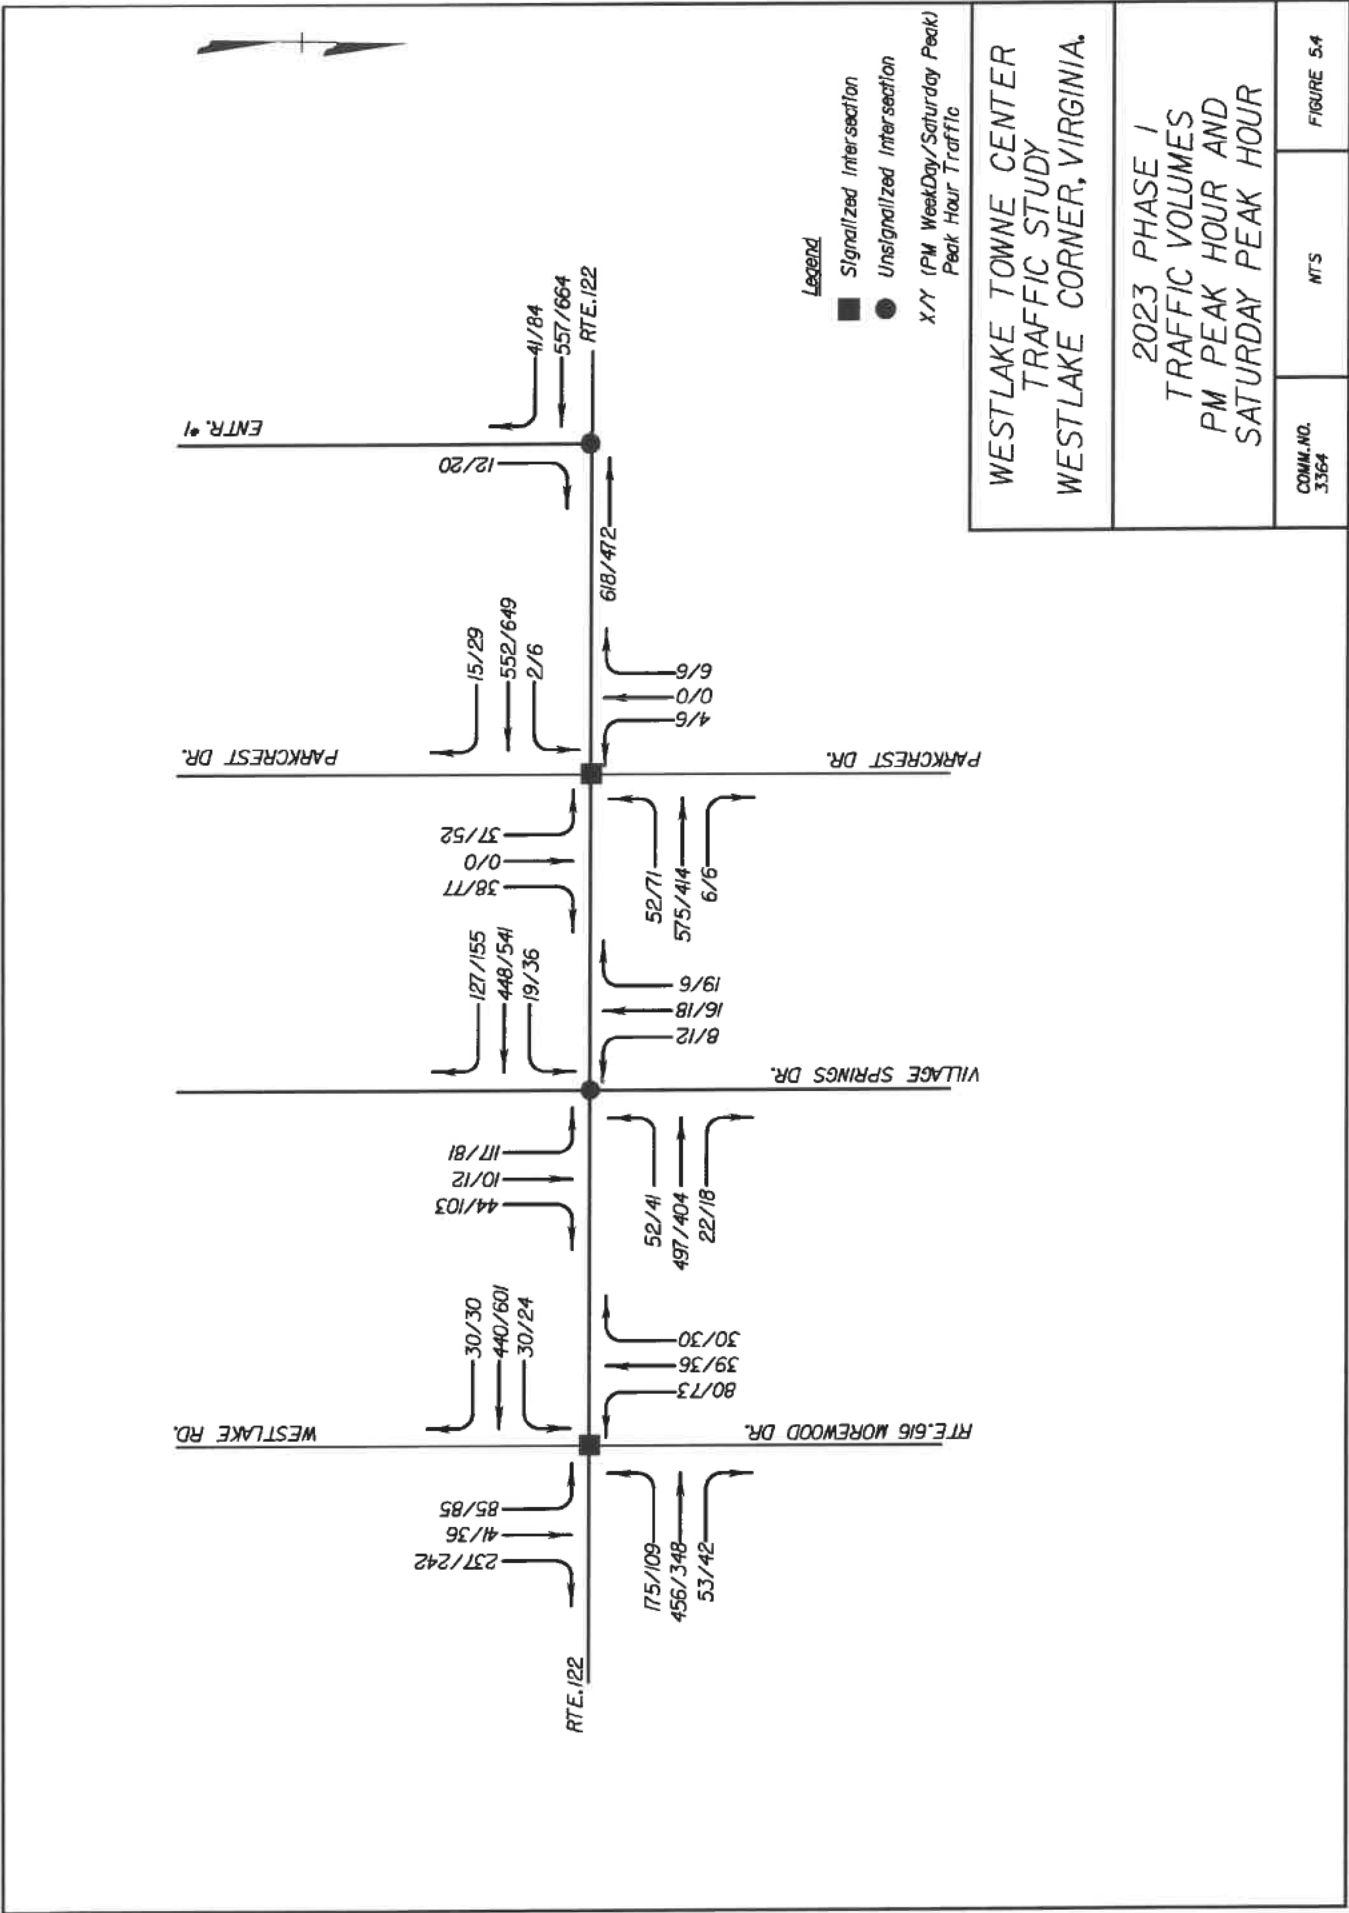 ENTR. #1
41/84
557/664
RTE.122
12/20
618/472
PARKCREST DR.
15/29
552/649
2/6
6/6
0/0
4/6
PARKCREST DR.
37/52
0/0
38/77
52/71
575/414
6/6
127/155
448/541
19/36
19/6
16/18
8/12
VILLAGE SPRINGS DR.
117/81
10/12
44/103
52/41
497/404
22/18
WESTLAKE RD.
30/30
440/601
30/24
30/30
39/36
80/73
RTE.616 MOREWOOD DR.
85/85
41/36
237/242
175/109
456/348
53/42
RTE.122
Legend
Signalized Intersection
Unsignalized Intersection
X/Y (PM WeekDay/Saturday Peak)
Peak Hour Traffic
WESTLAKE TOWNE CENTER
TRAFFIC STUDY
WESTLAKE CORNER, VIRGINIA.
2023 PHASE 1
TRAFFIC VOLUMES
PM PEAK HOUR AND
SATURDAY PEAK HOUR
COMM.NO.
3364
NTS
FIGURE 5.4